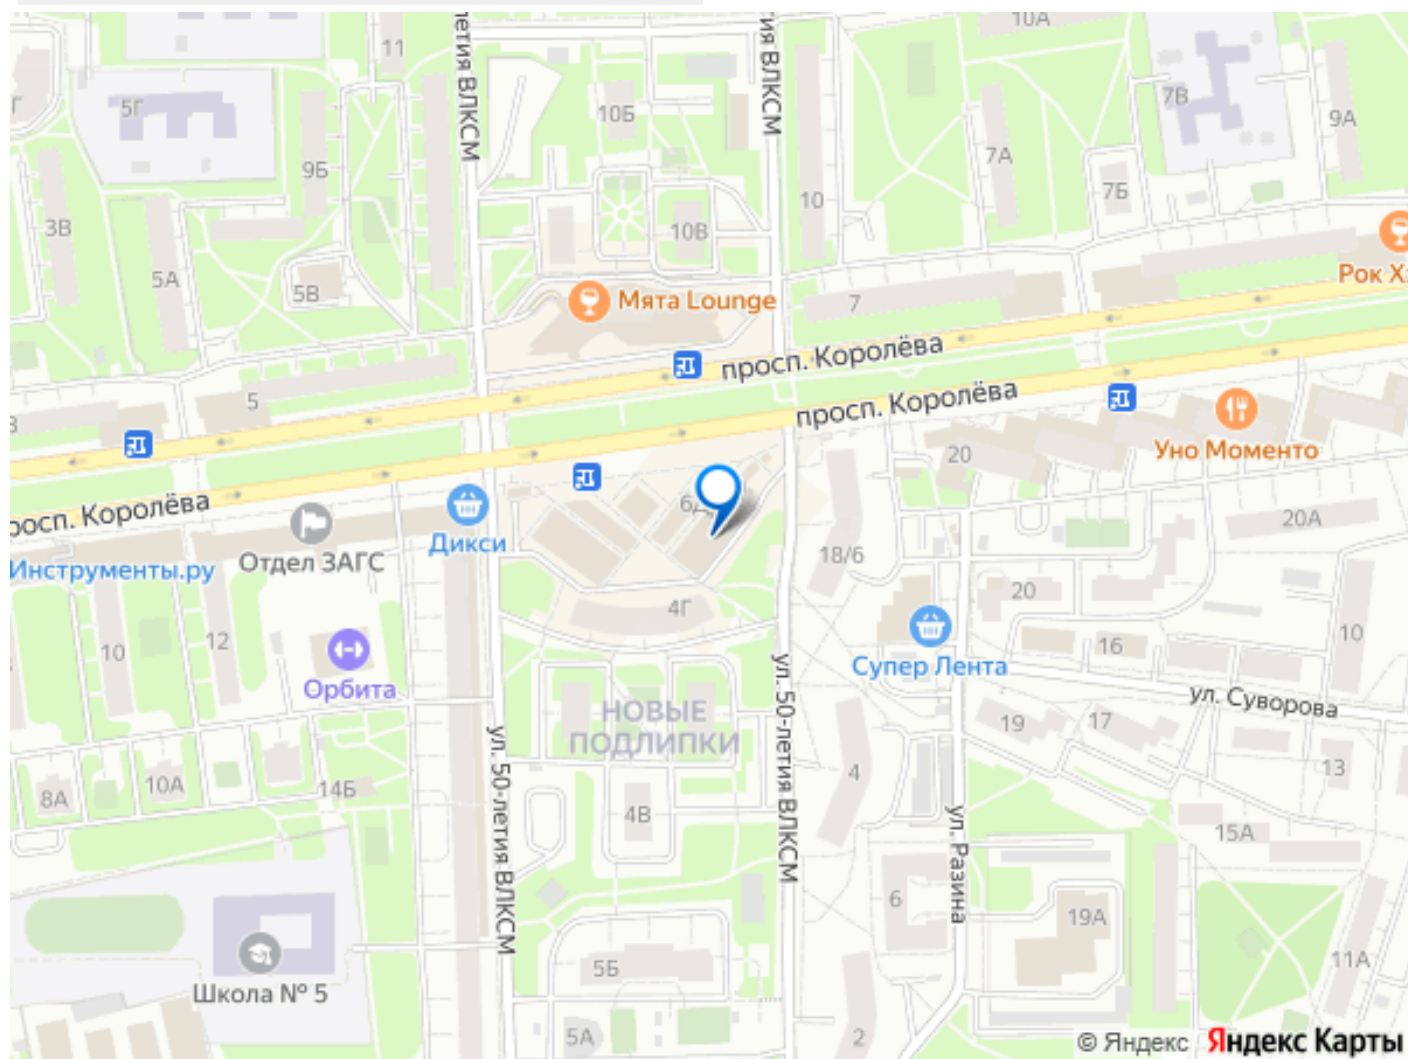 летия ВЛКСМ
ия ВЛКСМ
10А
11
5Г
Г
10Б
7В
9А
7А
9Б
7Б
10
3В
10В
5А
5В
Рок Х
Мята Lounge
7
просп. Королёва
5
просп. Королёва
3
20
Уно Моменто
росп. Королёва
6Д
Отдел ЗАГС
Дикси
20А
Инструменты.ру
18/6
20
4Г
10
12
10
16
Супер Лента
Орбита
ул. Суворова
НОВЫЕ
ПОДЛИПКИ
19
17
13
4
8А
10А
14Б
4В
15А
ул. 50-летия ВЛКСМ
ул. 50-летия ВЛКСМ
ул. Разина
6
19А
5Б
11А
Школа № 5
5А
2
© Яндекс Яндекс Карты